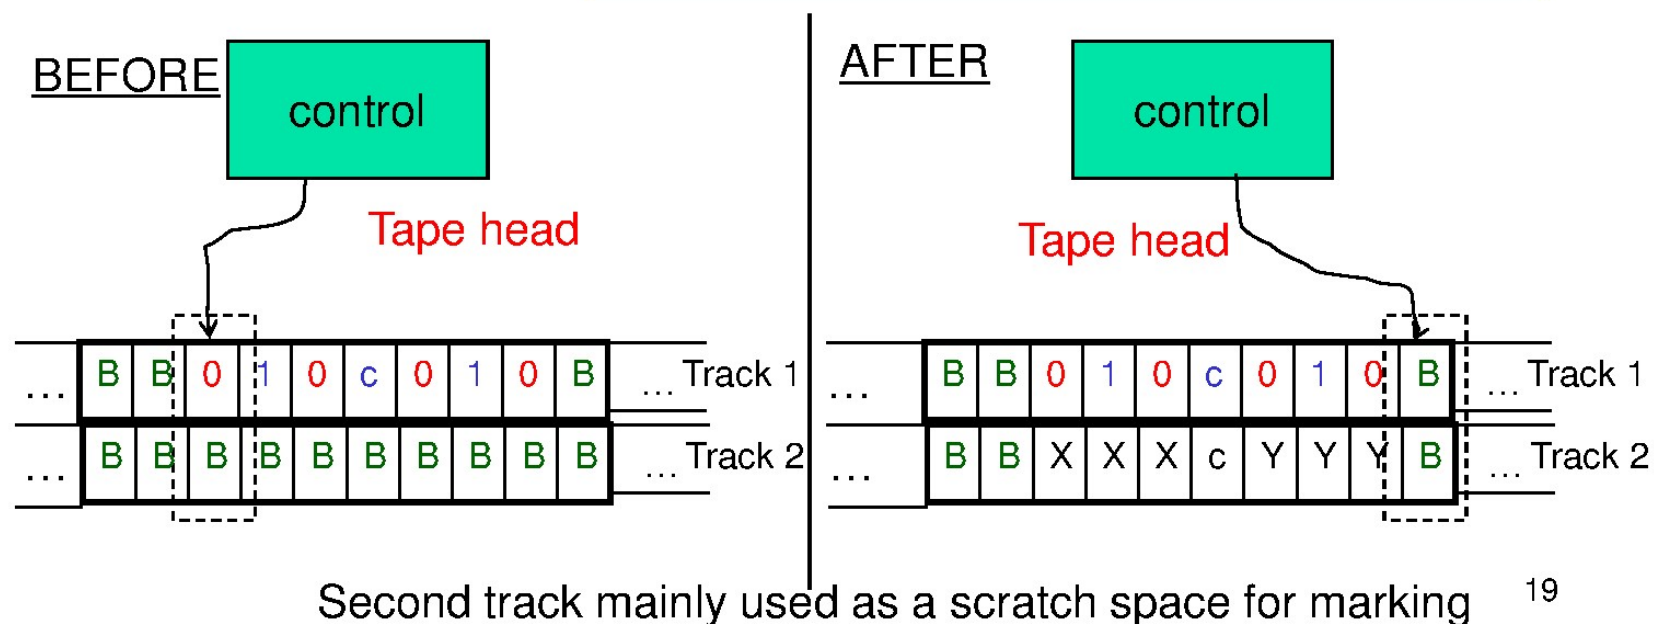 BEFORE
control
Tape head
... B B 0 1 0 c 0 1 0 B ... Track 1
... B B B B B B B B B B ... Track 2
AFTER
control
Tape head
... B B 0 1 0 c 0 1 0 B ... Track 1
... B B X X X c Y Y Y B ... Track 2
Second track mainly used as a scratch space for marking
19